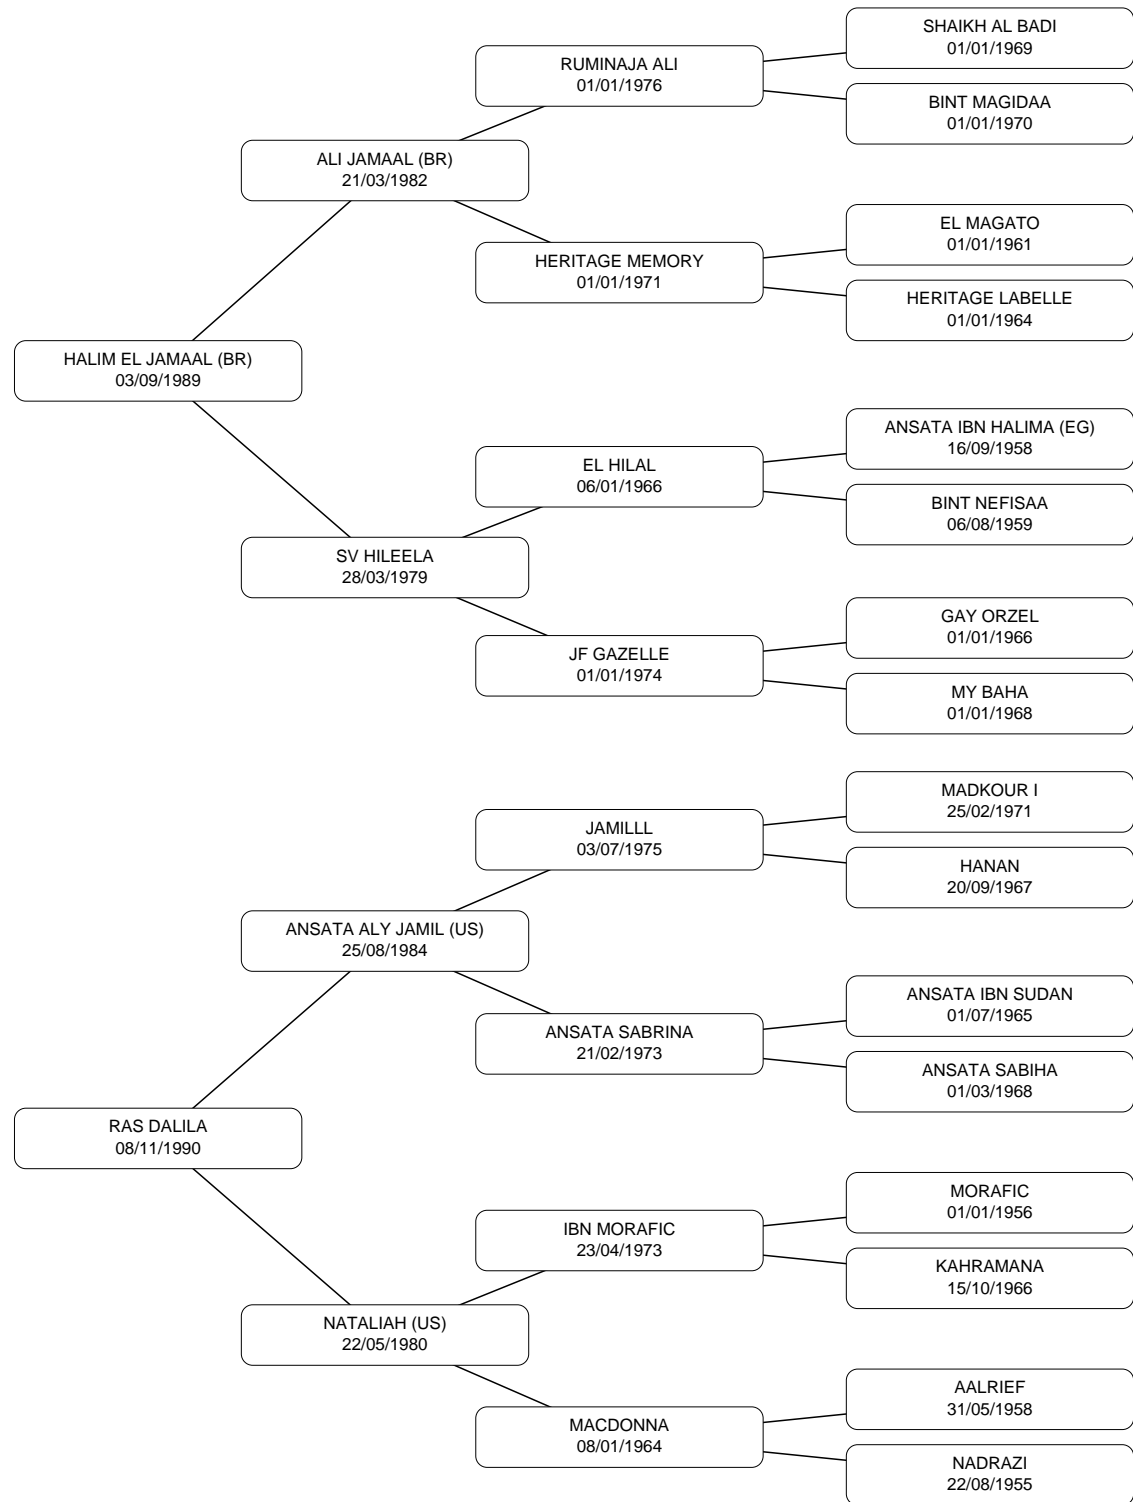 SHAIKH AL BADI
01/01/1969
RUMINAJA ALI
01/01/1976
BINT MAGIDAA
01/01/1970
ALI JAMAAL (BR)
21/03/1982
EL MAGATO
01/01/1961
HERITAGE MEMORY
01/01/1971
HERITAGE LABELLE
01/01/1964
HALIM EL JAMAAL (BR)
03/09/1989
ANSATA IBN HALIMA (EG)
16/09/1958
EL HILAL
06/01/1966
BINT NEFISAA
06/08/1959
SV HILEELA
28/03/1979
GAY ORZEL
01/01/1966
JF GAZELLE
01/01/1974
MY BAHA
01/01/1968
MADKOUR I
25/02/1971
JAMILLL
03/07/1975
HANAN
20/09/1967
ANSATA ALY JAMIL (US)
25/08/1984
ANSATA IBN SUDAN
01/07/1965
ANSATA SABRINA
21/02/1973
ANSATA SABIHA
01/03/1968
RAS DALILA
08/11/1990
MORAFIC
01/01/1956
IBN MORAFIC
23/04/1973
KAHRAMANA
15/10/1966
NATALIAH (US)
22/05/1980
AALRIEF
31/05/1958
MACDONNA
08/01/1964
NADRAZI
22/08/1955